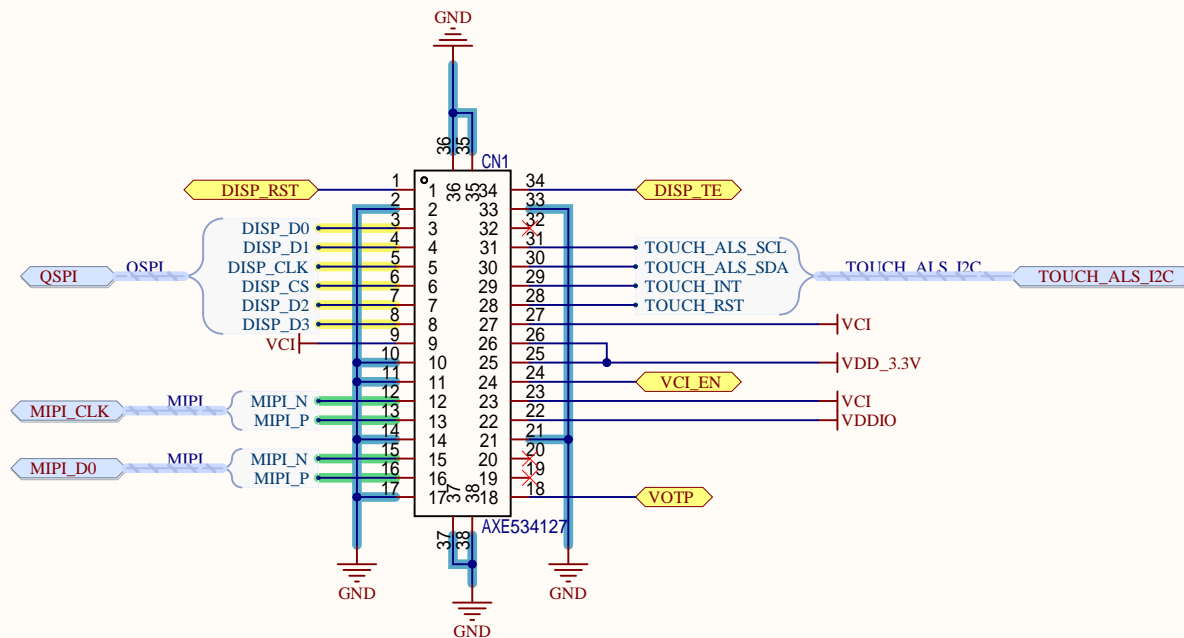 GND
36
35
CN1
DISP_RST 1 1 36 35 34 34 DISP_TE
2 2 33 33
DISP_D0 3 3 32 32
DISP_D1 4 4 31 31 TOUCH_ALS_SCL
DISP_CLK 5 5 30 30 TOUCH_ALS_SDA
QSPI QSPI DISP_CS 6 6 29 29 TOUCH_INT TOUCH_ALS_I2C TOUCH_ALS_I2C
DISP_D2 7 7 28 28 TOUCH_RST
DISP_D3 8 8 27 27 VCI
VCI 9 9 26 26
10 10 25 25 VDD_3.3V
11 11 24 24 VCI_EN
MIPI_CLK MIPI MIPI_N 12 12 23 23 VCI
MIPI_P 13 13 22 22 VDDIO
14 14 21 21
MIPI_D0 MIPI MIPI_N 15 15 20 20
MIPI_P 16 16 19 19
17 17 37 38 18 18 VOTP
37
38
AXE534127
GND
GND
GND